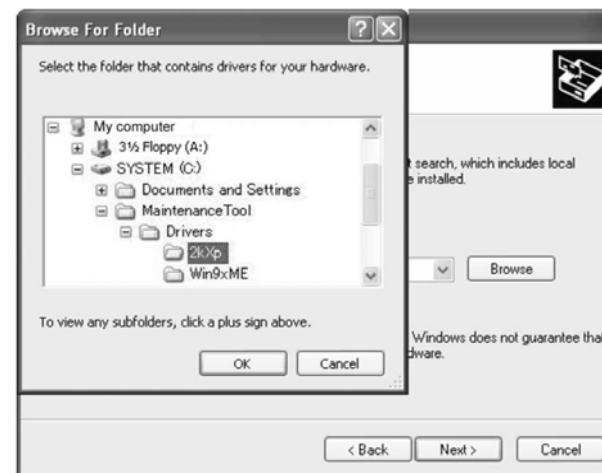 Browse For Folder
Select the folder that contains drivers for your hardware.
My computer
3½ Floppy (A:)
SYSTEM (C:)
Documents and Settings
MaintenanceTool
Drivers
2kXp
Win9xME
To view any subfolders, click a plus sign above.
OK Cancel
t search, which includes local
e installed.
Browse
Windows does not guarantee tha
dware.
< Back Next > Cancel